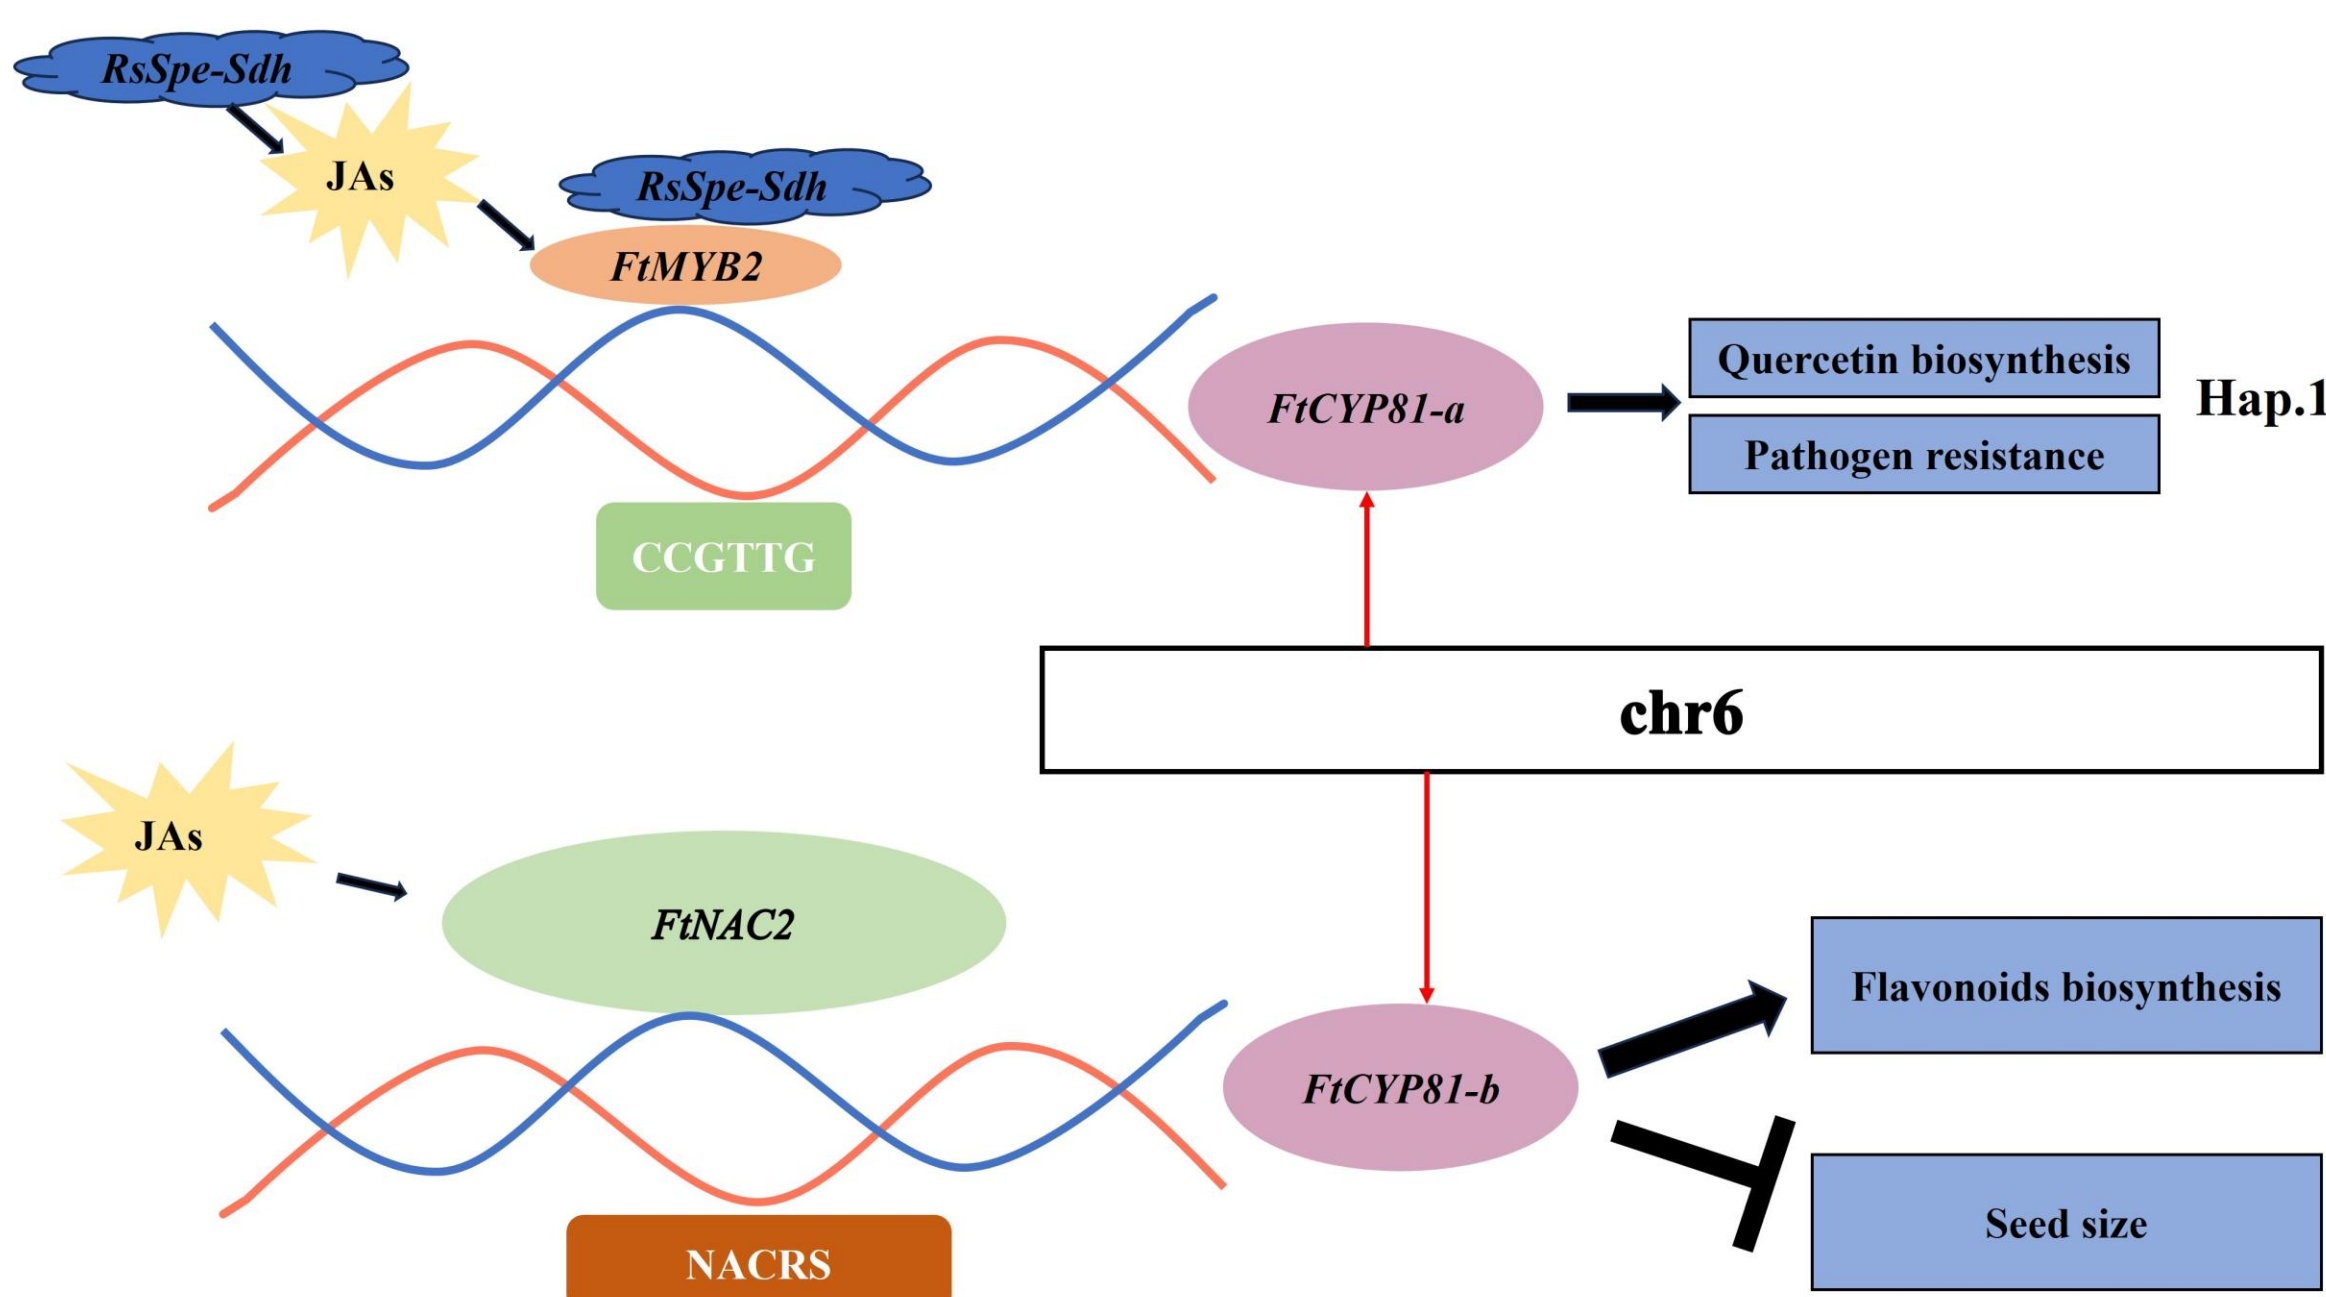 RsSpe-Sdh
JAs
RsSpe-Sdh
FtMYB2
CCGTTG
FtCYP81-a
Quercetin biosynthesis
Pathogen resistance
Hap.1
chr6
JAs
FtNAC2
NACRS
FtCYP81-b
Flavonoids biosynthesis
Seed size